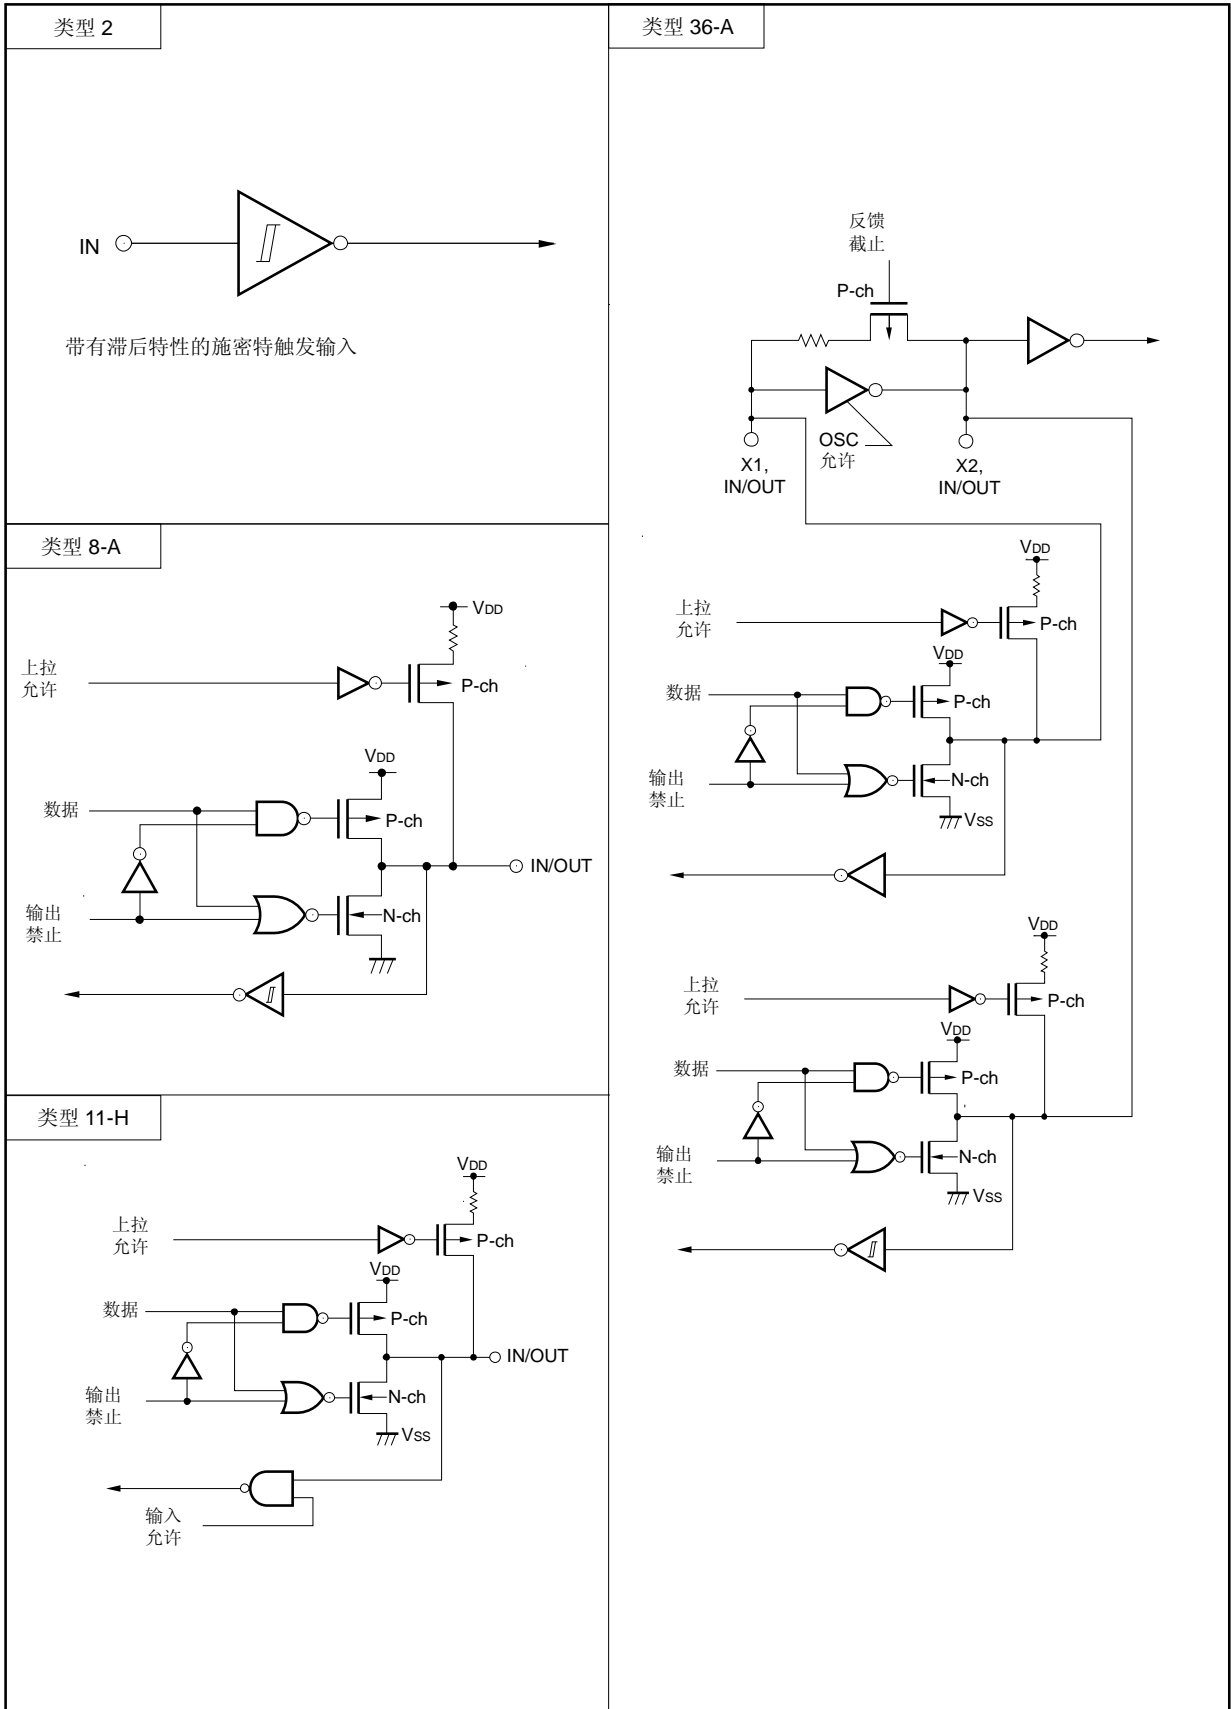 类型 2
IN
带有滞后特性的施密特触发输入
类型 8-A
VDD
上拉
允许
P-ch
VDD
数据
P-ch
IN/OUT
输出
禁止
N-ch
类型 11-H
VDD
上拉
允许
P-ch
VDD
数据
P-ch
IN/OUT
输出
禁止
N-ch
VSS
输入
允许
类型 36-A
反馈
截止
P-ch
OSC
允许
X1,
IN/OUT
X2,
IN/OUT
VDD
上拉
允许
P-ch
VDD
数据
P-ch
输出
禁止
N-ch
VSS
VDD
上拉
允许
P-ch
VDD
数据
P-ch
输出
禁止
N-ch
VSS